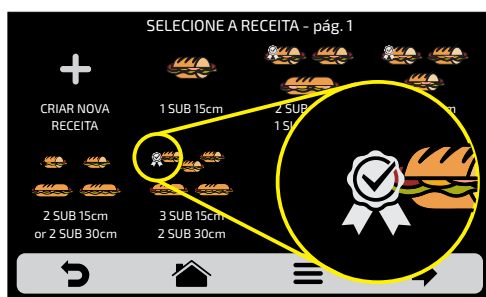 SELECIONE A RECEITA - pág. 1
CRIAR NOVA
RECEITA
1 SUB 15cm
2 SUB
2 SUB 15cm
or 2 SUB 30cm
3 SUB 15cm
2 SUB 30cm